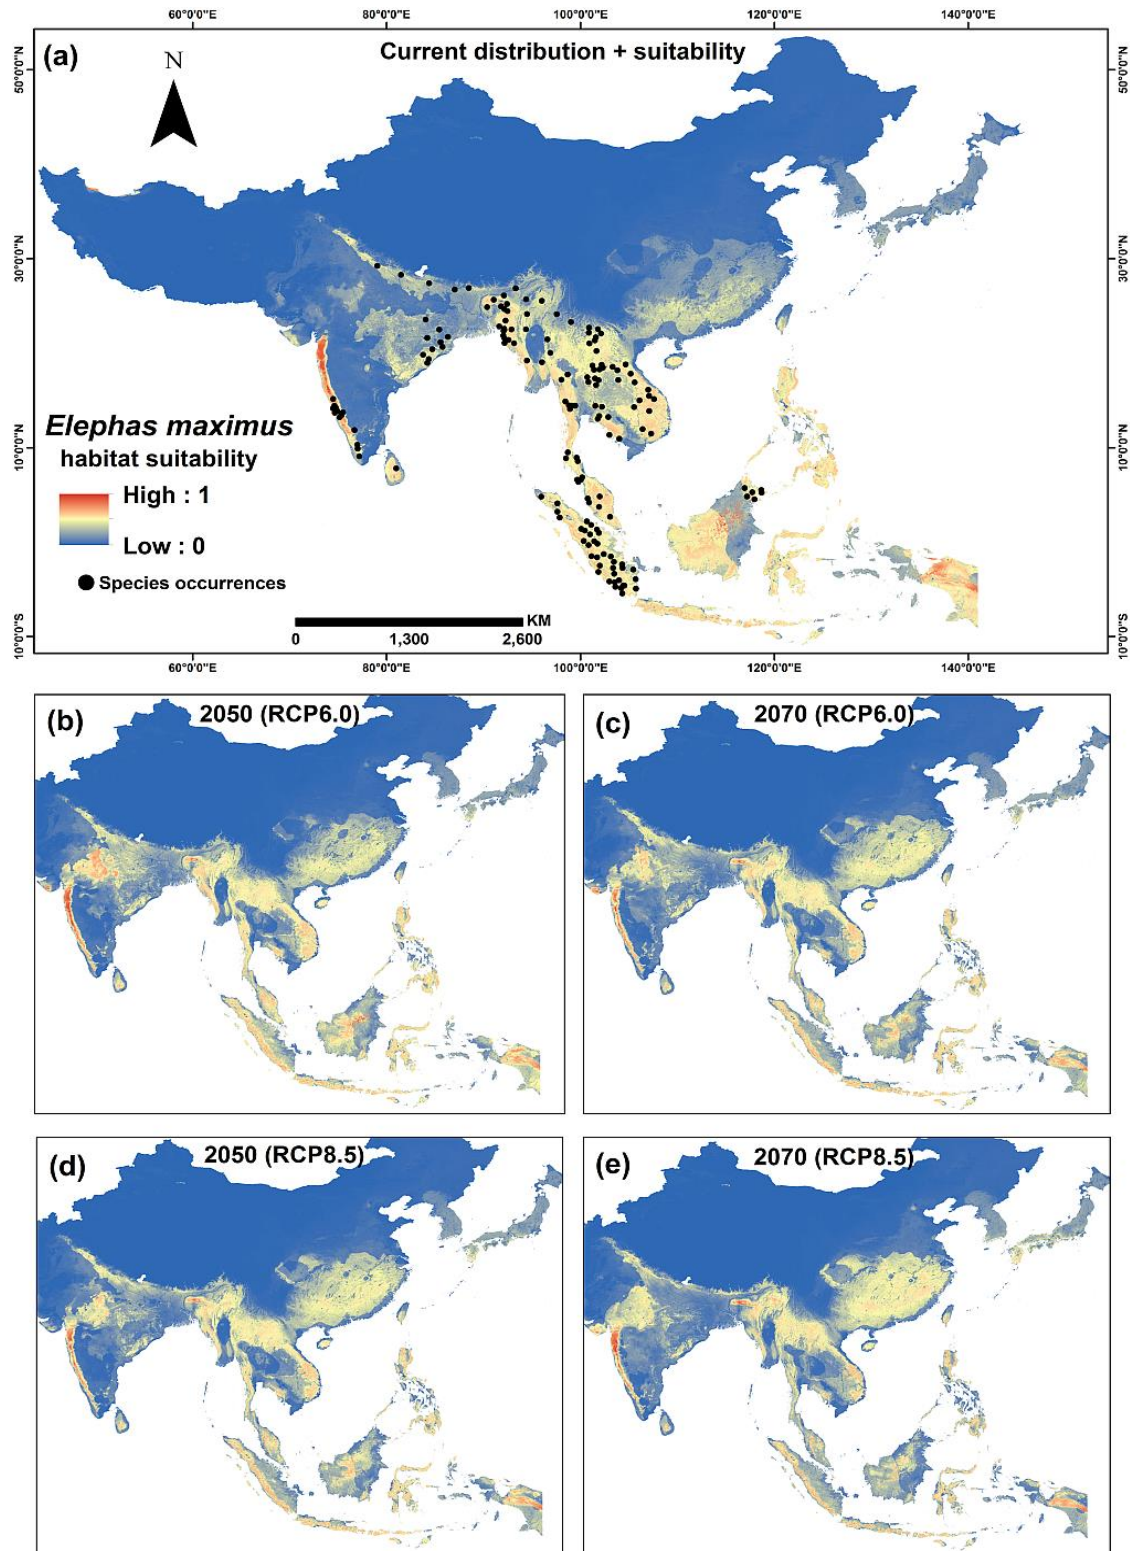 60°0'0"E 80°0'0"E 100°0'0"E 120°0'0"E 140°0'0"E
(a) Current distribution + suitability
N
50°0'0"N 50°0'0"N
30°0'0"N 30°0'0"N
10°0'0"N 10°0'0"N
10°0'0"S 10°0'0"S
Elephas maximus
habitat suitability
High : 1
Low : 0
Species occurrences
KM
0 1,300 2,600
60°0'0"E 80°0'0"E 100°0'0"E 120°0'0"E 140°0'0"E
(b) 2050 (RCP6.0)
(c) 2070 (RCP6.0)
(d) 2050 (RCP8.5)
(e) 2070 (RCP8.5)